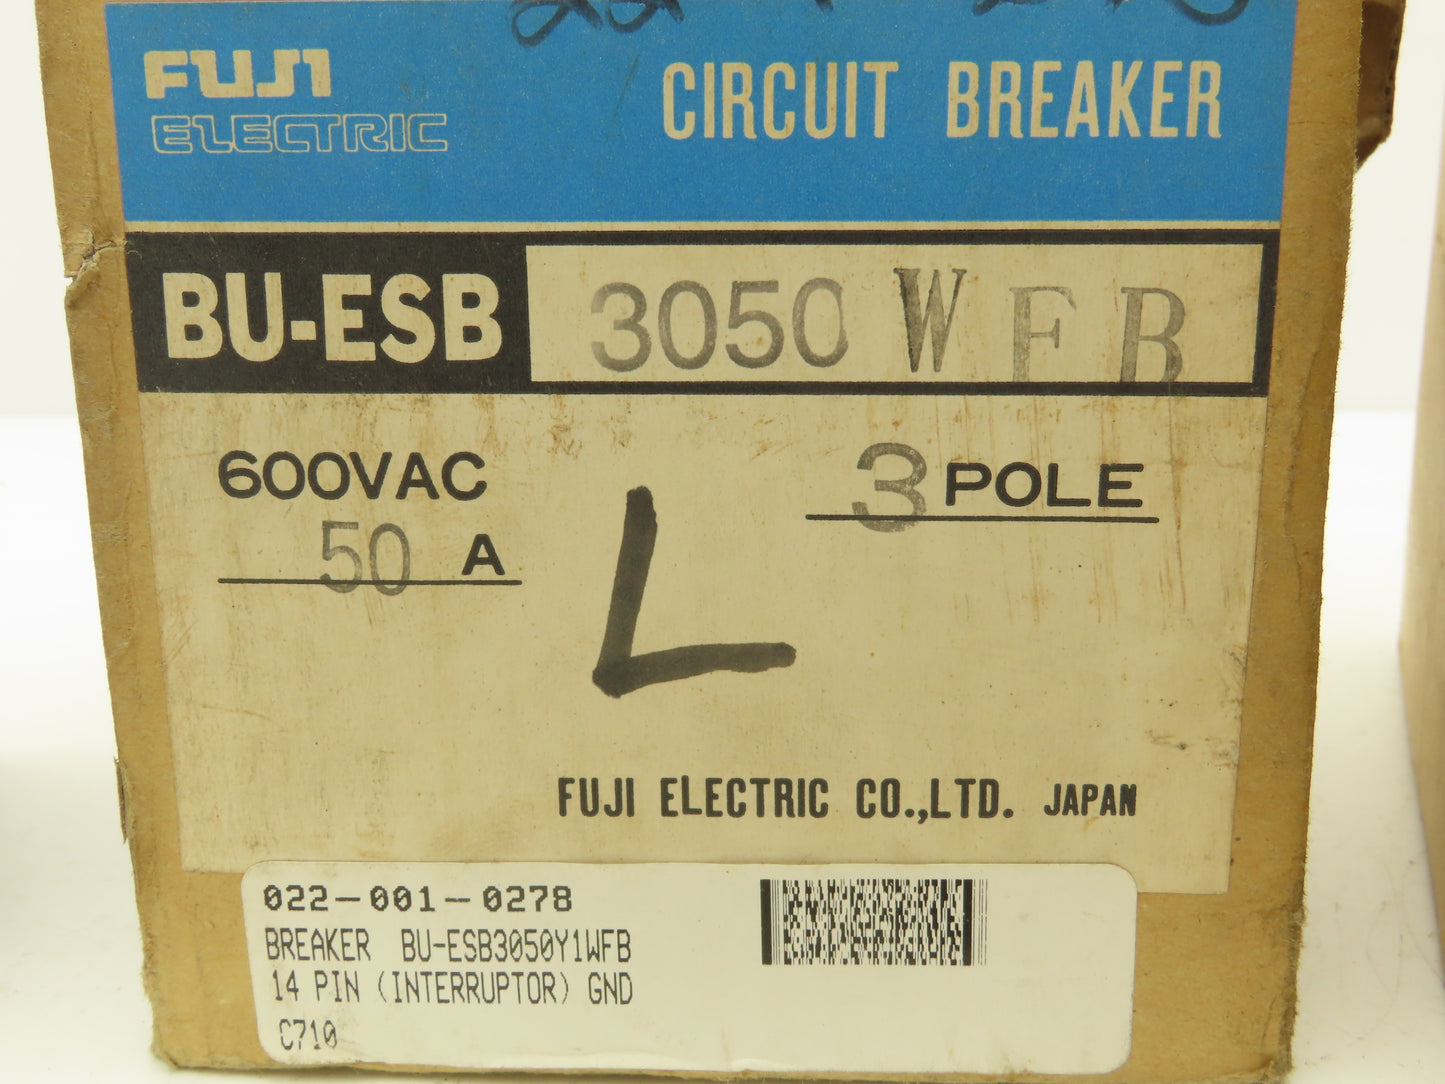 FUJI
ELECTRIC
CIRCUIT BREAKER
BU-ESB 3050 W F B
600VAC
50 A
3 POLE
L
FUJI ELECTRIC CO.,LTD. JAPAN
022-001-0278
BREAKER BU-ESB3050Y1WFB
14 PIN (INTERRUPTOR) GND
C710